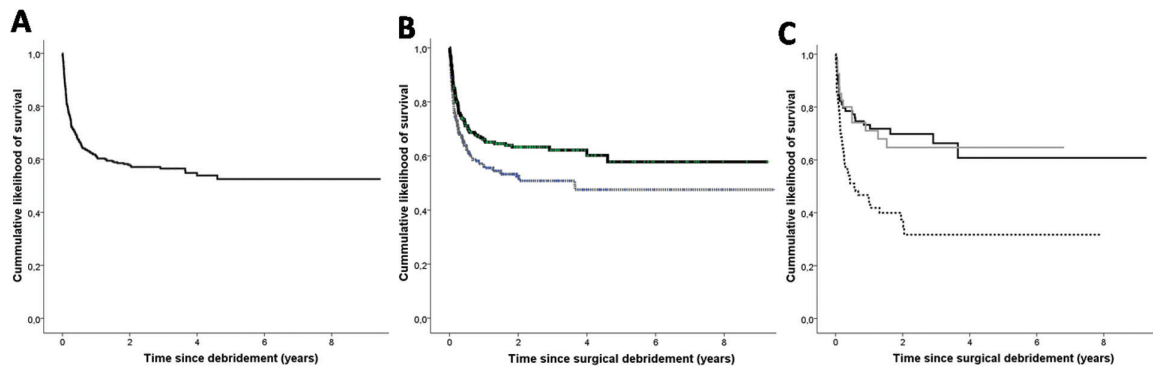 A
Cummulative likelihood of survival
1,0
0,8
0,6
0,4
0,2
0,0
0 2 4 6 8
Time since debridement (years)
B
Cummulative likelihood of survival
1,0
0,8
0,6
0,4
0,2
0,0
0 2 4 6 8
Time since surgical debridement (years)
C
Cummulative likelihood of survival
1,0
0,8
0,6
0,4
0,2
0,0
0 2 4 6 8
Time since surgical debridement (years)